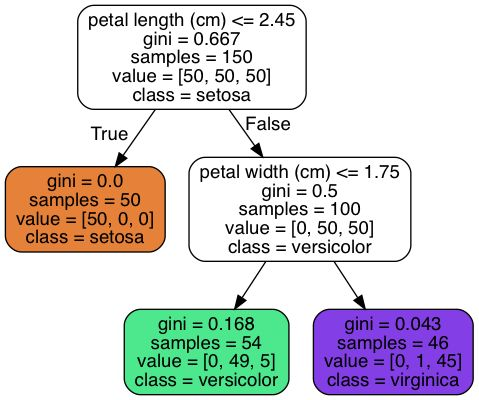 petal length (cm) <= 2.45
gini = 0.667
samples = 150
value = [50, 50, 50]
class = setosa
True
False
gini = 0.0
samples = 50
value = [50, 0, 0]
class = setosa
petal width (cm) <= 1.75
gini = 0.5
samples = 100
value = [0, 50, 50]
class = versicolor
gini = 0.168
samples = 54
value = [0, 49, 5]
class = versicolor
gini = 0.043
samples = 46
value = [0, 1, 45]
class = virginica